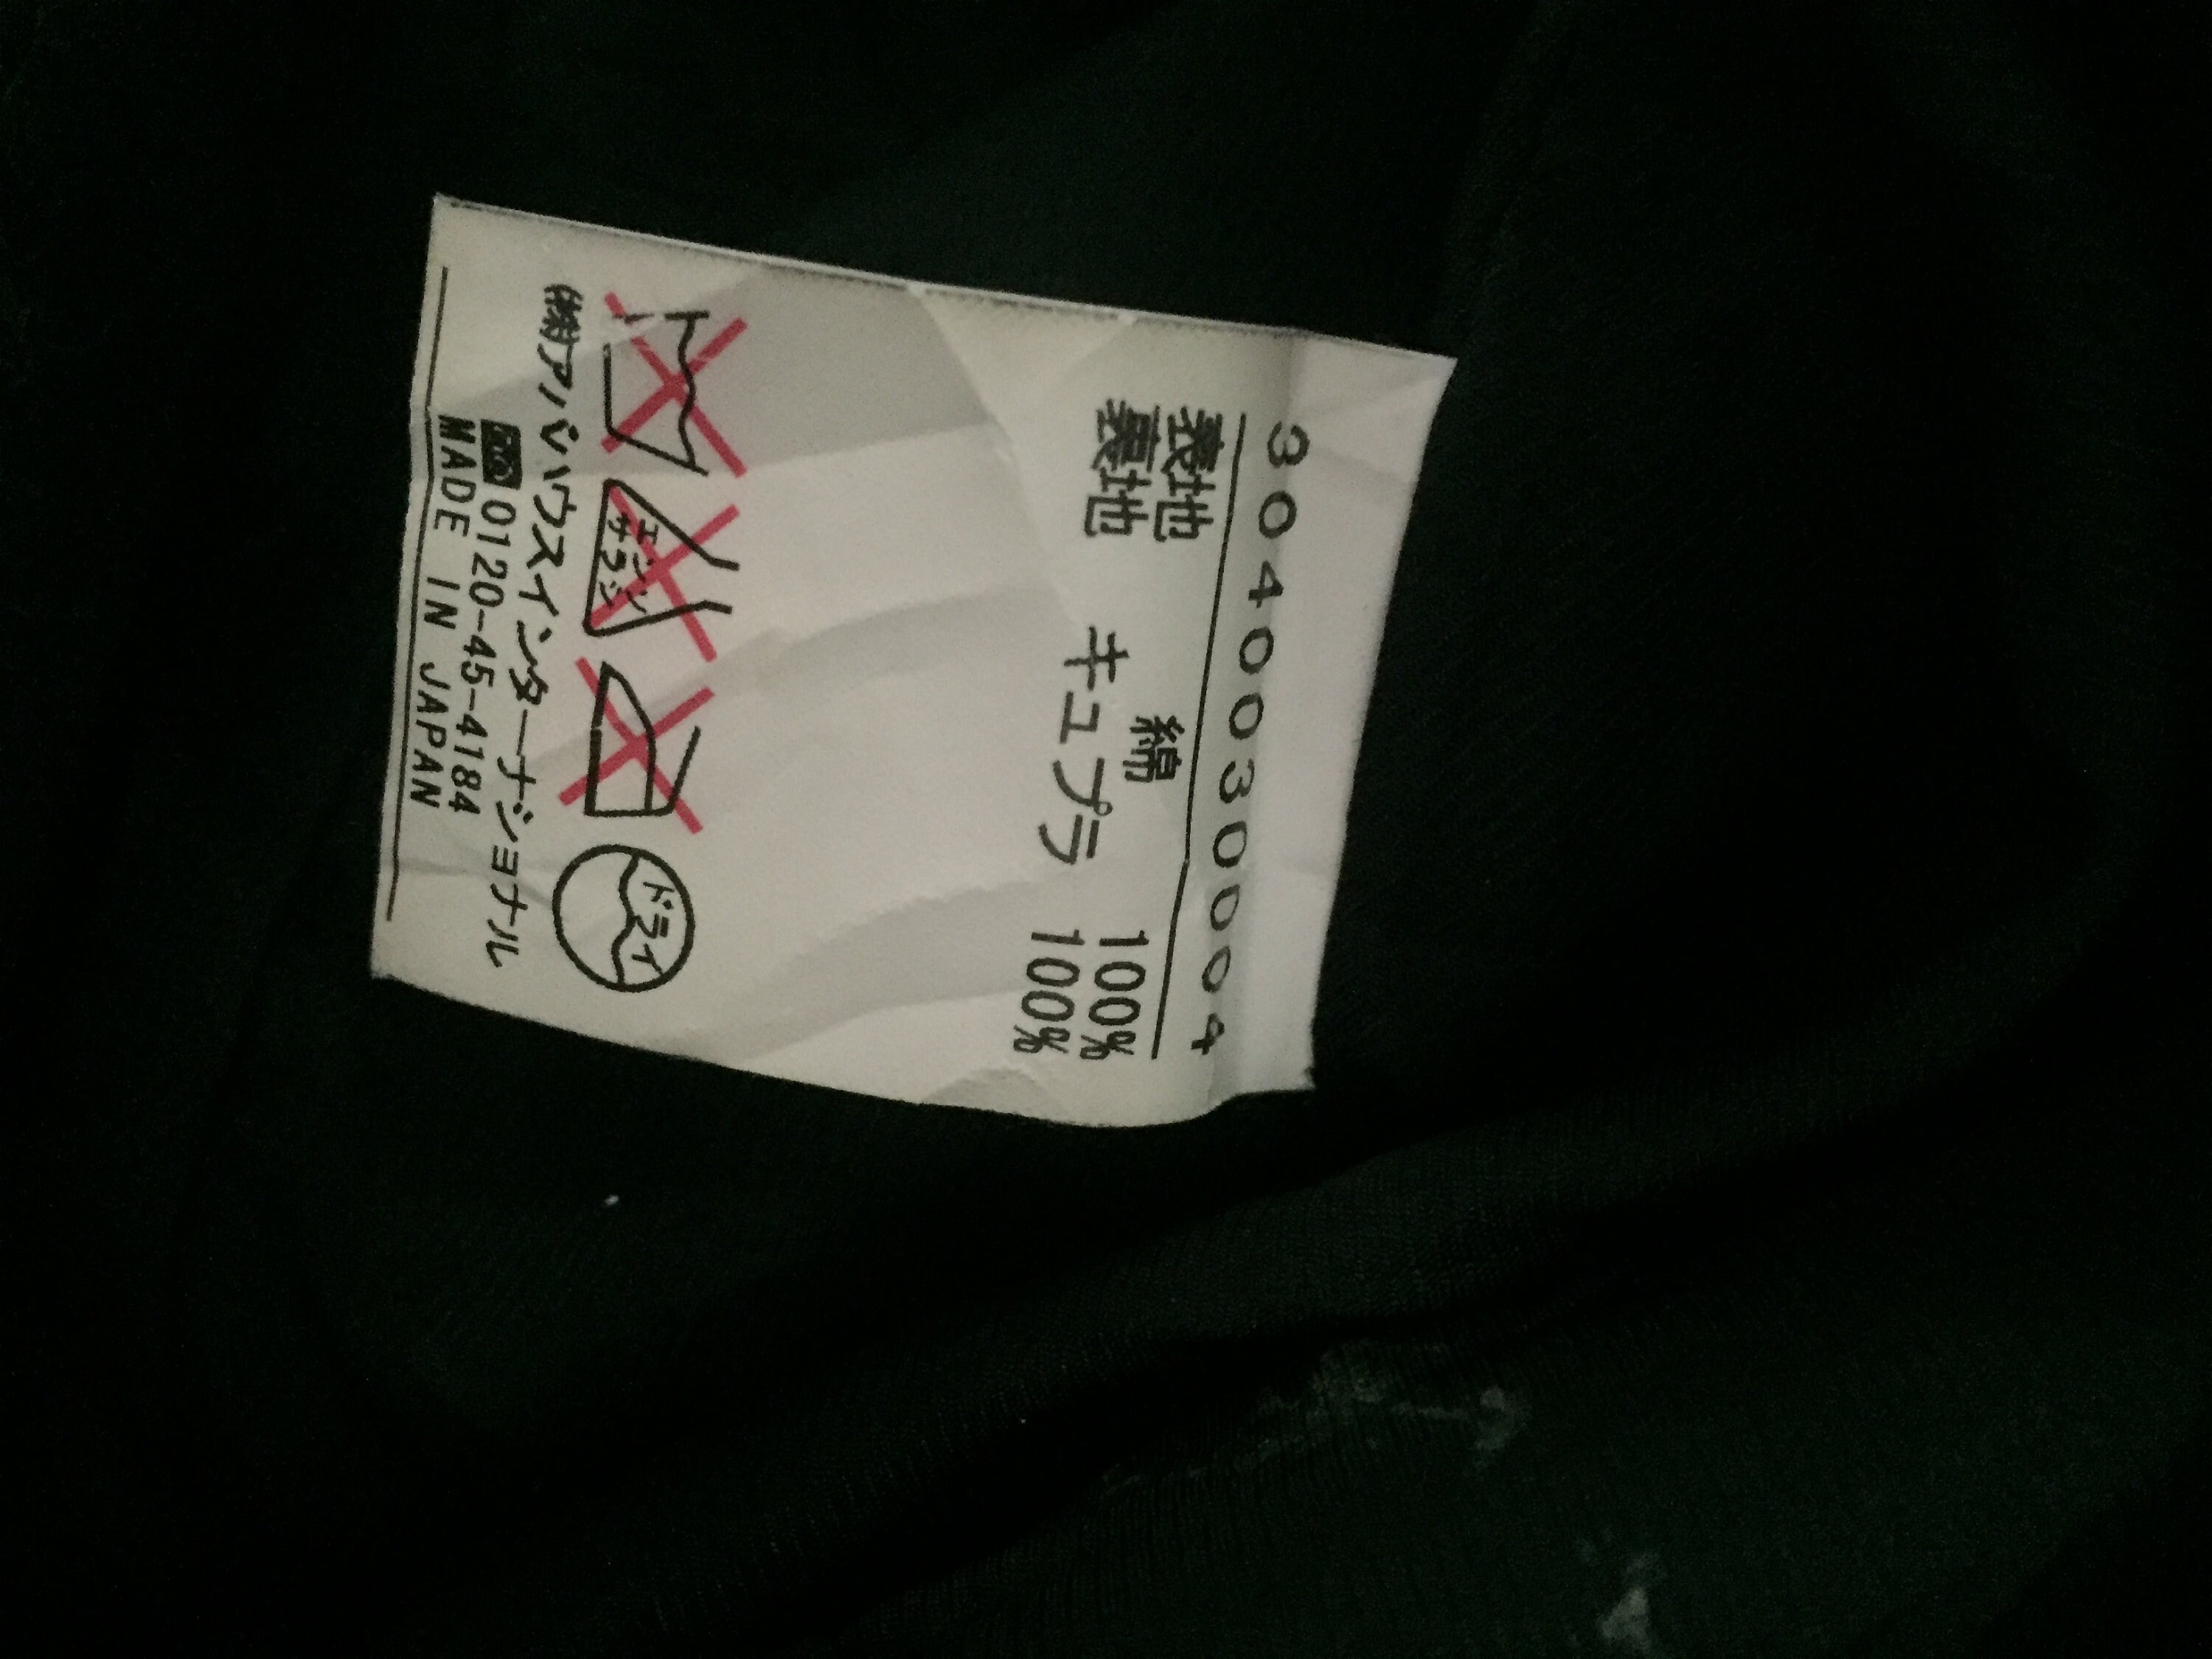 3040030004
表地 綿 100%
裏地 キュプラ 100%
エンソ
サラシ
ドライ
㈱アバハウスインターナショナル
0120-45-4184
MADE IN JAPAN